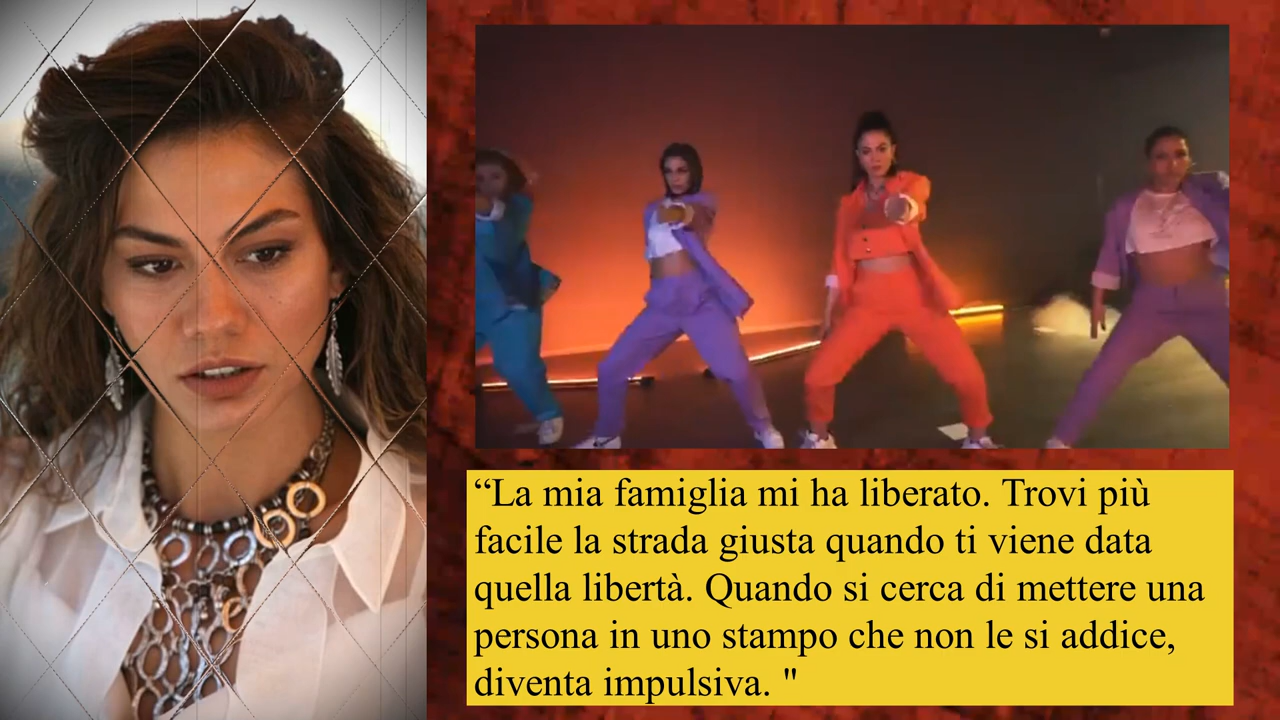 “La mia famiglia mi ha liberato. Trovi più
facile la strada giusta quando ti viene data
quella libertà. Quando si cerca di mettere una
persona in uno stampo che non le si addice,
diventa impulsiva. "